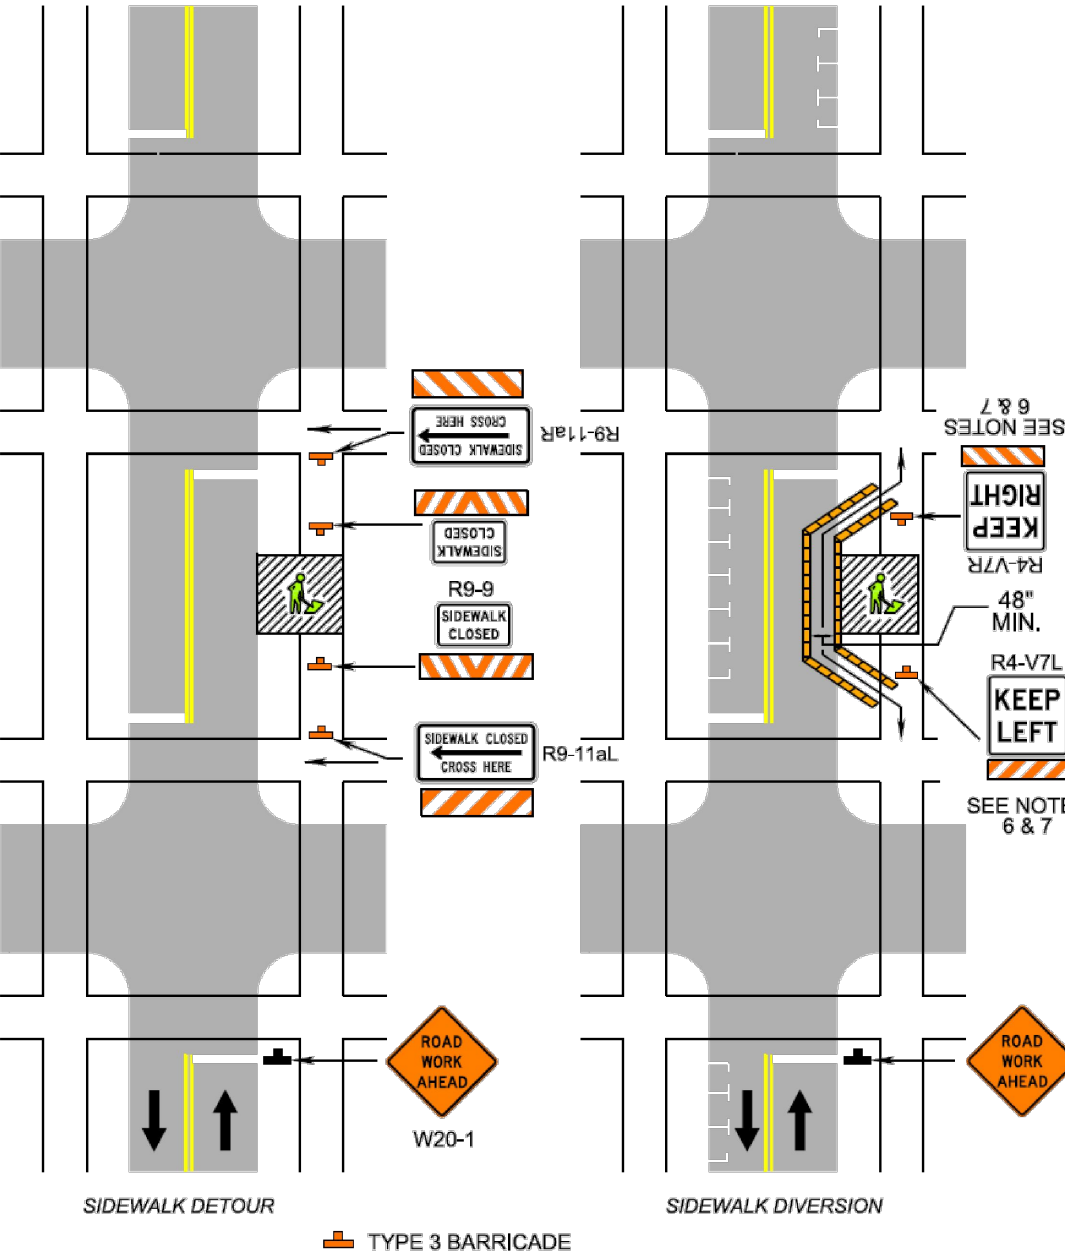 SIDEWALK CLOSED
CROSS HERE
R9-11aR
SIDEWALK
CLOSED
R9-9
SIDEWALK
CLOSED
SIDEWALK CLOSED
CROSS HERE
R9-11aL
ROAD
WORK
AHEAD
W20-1
SIDEWALK DETOUR
SEE NOTES
6 & 7
KEEP
RIGHT
R4-V7R
48"
MIN.
R4-V7L
KEEP
LEFT
SEE NOTE
6 & 7
ROAD
WORK
AHEAD
SIDEWALK DIVERSION
TYPE 3 BARRICADE